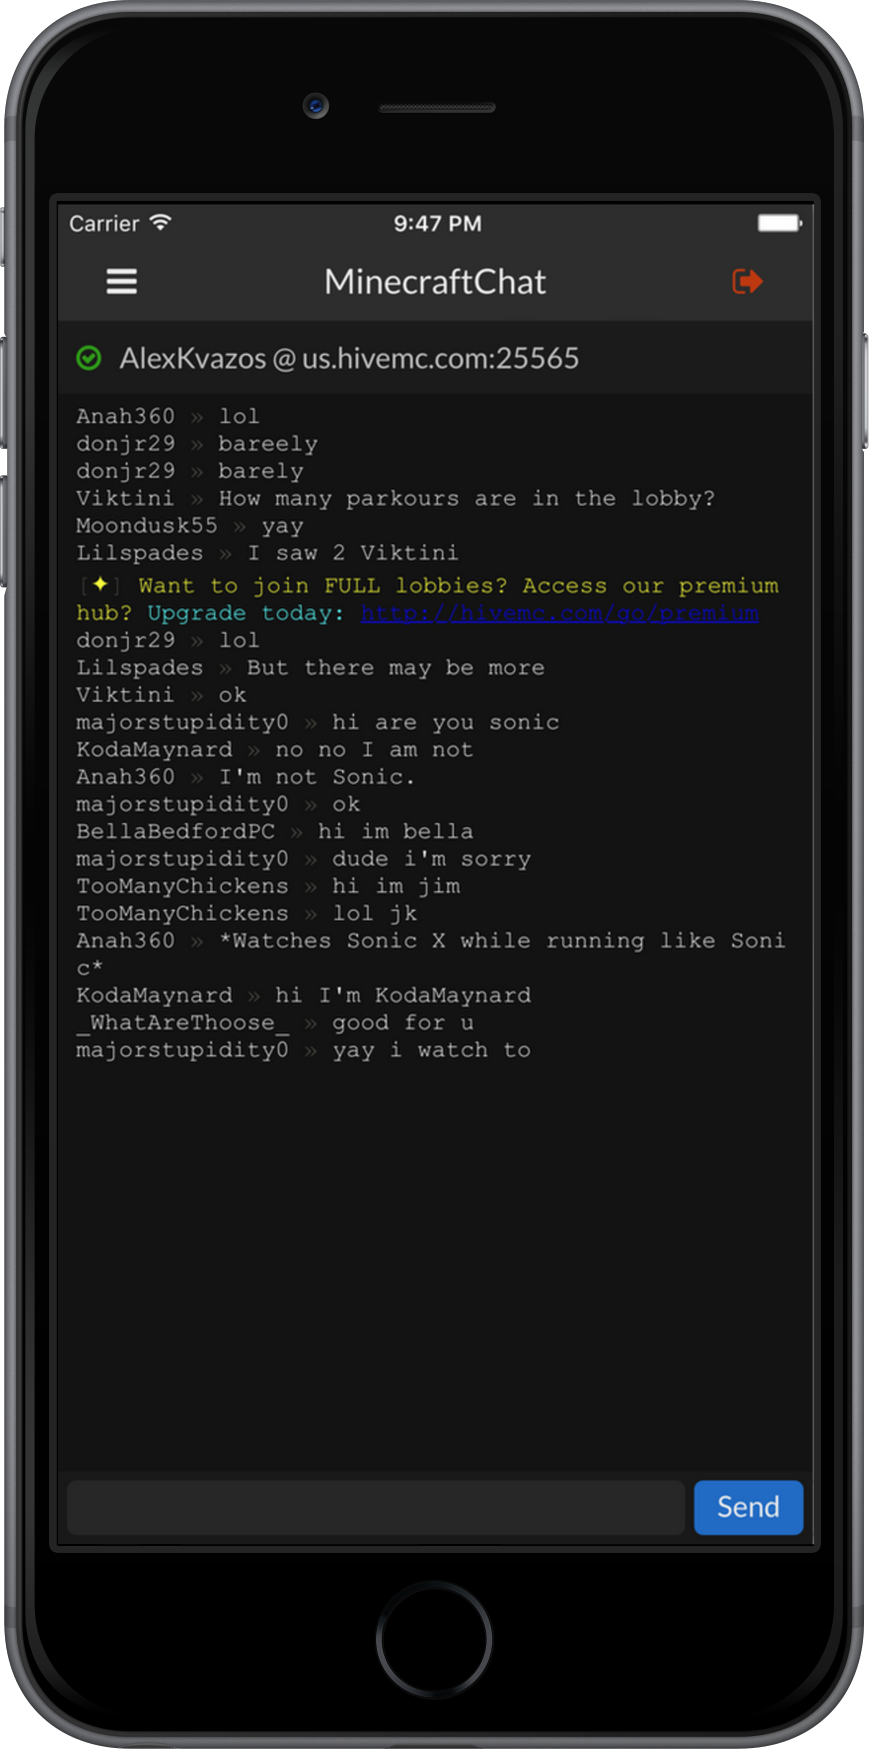 Carrier 9:47 PM
MinecraftChat
AlexKvazos @ us.hivemc.com:25565
Anah360 » lol
donjr29 » bareely
donjr29 » barely
Viktini » How many parkours are in the lobby?
Moondusk55 » yay
Lilspades » I saw 2 Viktini
[✦] Want to join FULL lobbies? Access our premium
hub? Upgrade today: http://hivemc.com/go/premium
donjr29 » lol
Lilspades » But there may be more
Viktini » ok
majorstupidity0 » hi are you sonic
KodaMaynard » no no I am not
Anah360 » I'm not Sonic.
majorstupidity0 » ok
BellaBedfordPC » hi im bella
majorstupidity0 » dude i'm sorry
TooManyChickens » hi im jim
TooManyChickens » lol jk
Anah360 » *Watches Sonic X while running like Soni
c*
KodaMaynard » hi I'm KodaMaynard
_WhatAreThoose_ » good for u
majorstupidity0 » yay i watch to
Send